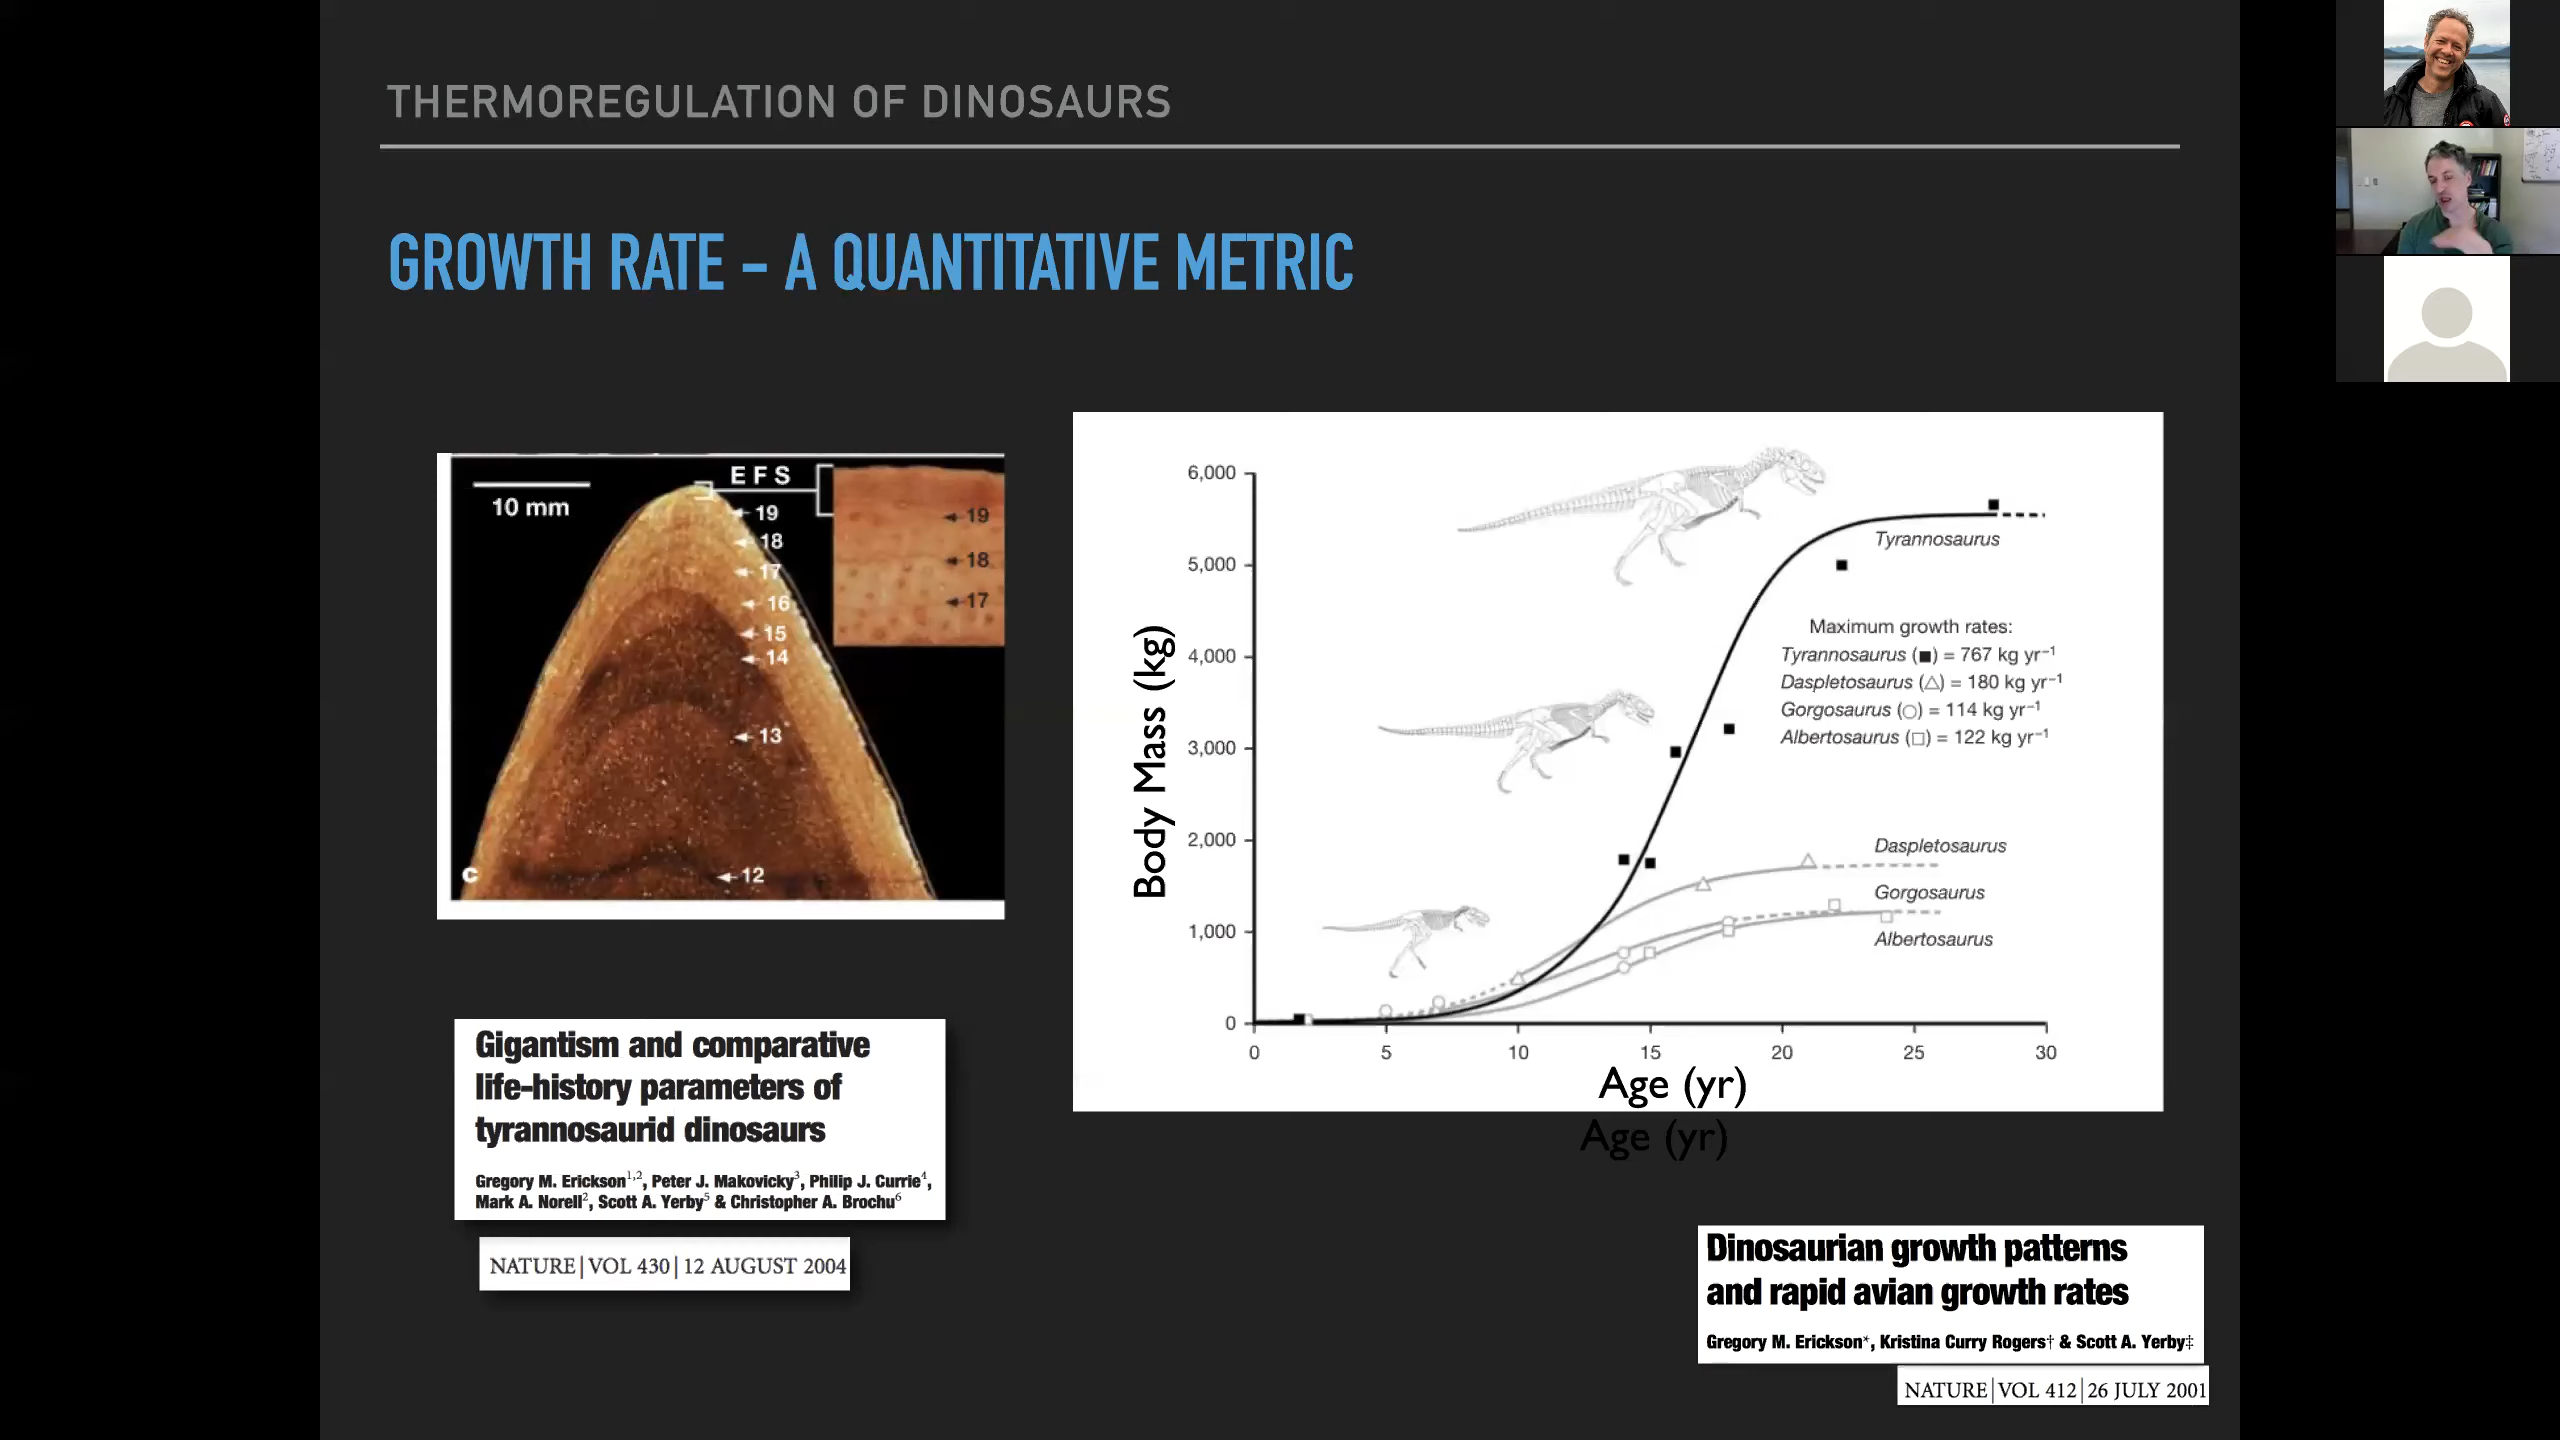 THERMOREGULATION OF DINOSAURS
GROWTH RATE - A QUANTITATIVE METRIC
10 mm
EFS
19
18
17
16
15
14
13
12
19
18
17
c
6,000
5,000
4,000
3,000
2,000
1,000
0
Body Mass (kg)
Tyrannosaurus
Maximum growth rates:
Tyrannosaurus (■) = 767 kg yr⁻¹
Daspletosaurus (△) = 180 kg yr⁻¹
Gorgosaurus (○) = 114 kg yr⁻¹
Albertosaurus (□) = 122 kg yr⁻¹
Daspletosaurus
Gorgosaurus
Albertosaurus
0 5 10 15 20 25 30
Age (yr)
Age (yr)
Gigantism and comparative
life-history parameters of
tyrannosaurid dinosaurs
Gregory M. Erickson1,2, Peter J. Makovicky3, Philip J. Currie4,
Mark A. Norell2, Scott A. Yerby5 & Christopher A. Brochu6
NATURE|VOL 430|12 AUGUST 2004
Dinosaurian growth patterns
and rapid avian growth rates
Gregory M. Erickson*, Kristina Curry Rogers† & Scott A. Yerby‡
NATURE|VOL 412|26 JULY 2001